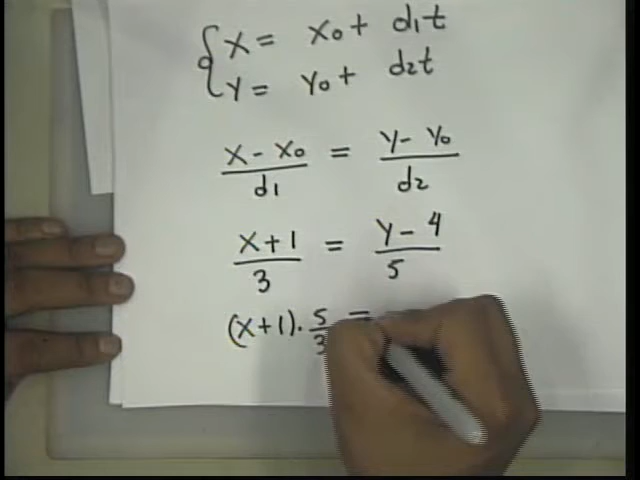 { x = x₀ + d₁t
y = y₀ + d₂t
(x - x₀)/d₁ = (y - y₀)/d₂
(x + 1)/3 = (y - 4)/5
(x + 1) · 5/3 =